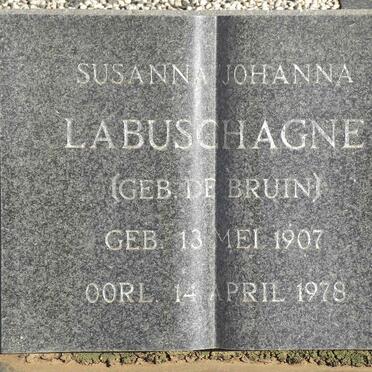 SUSANNA JOHANNA
LABUSCHAGNE
(GEB. DE BRUIN)
GEB. 13 MEI 1907
OORL. 14 APRIL 1978